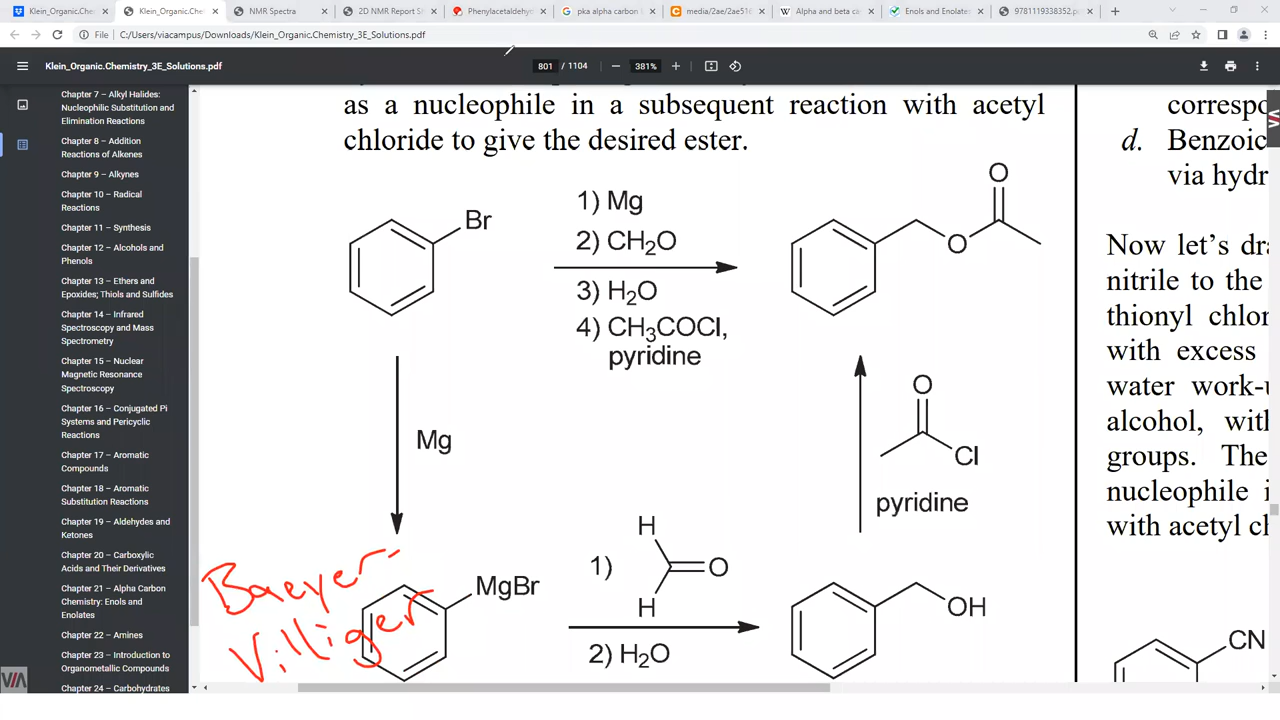 Klein_Organic.Chemistr
Klein_Organic.Chemistry_3
NMR Spectra
2D NMR Report S
Phenylacetaldehy
pka alpha carbon
media/2ae/2ae516
Alpha and beta ca
Enols and Enolates
9781119338352.p
File
C:/Users/viacampus/Downloads/Klein_Organic.Chemistry_3E_Solutions.pdf
Klein_Organic.Chemistry_3E_Solutions.pdf
801 / 1104
381%
Chapter 7 – Alkyl Halides:
Nucleophilic Substitution and
Elimination Reactions
Chapter 8 – Addition
Reactions of Alkenes
Chapter 9 – Alkynes
Chapter 10 – Radical
Reactions
Chapter 11 – Synthesis
Chapter 12 – Alcohols and
Phenols
Chapter 13 – Ethers and
Epoxides; Thiols and Sulfides
Chapter 14 – Infrared
Spectroscopy and Mass
Spectrometry
Chapter 15 – Nuclear
Magnetic Resonance
Spectroscopy
Chapter 16 – Conjugated Pi
Systems and Pericyclic
Reactions
Chapter 17 – Aromatic
Compounds
Chapter 18 – Aromatic
Substitution Reactions
Chapter 19 – Aldehydes and
Ketones
Chapter 20 – Carboxylic
Acids and Their Derivatives
Chapter 21 – Alpha Carbon
Chemistry: Enols and
Enolates
Chapter 22 – Amines
Chapter 23 – Introduction to
Organometallic Compounds
Chapter 24 – Carbohydrates
as a nucleophile in a subsequent reaction with acetyl
chloride to give the desired ester.
Br
1) Mg
2) CH2O
3) H2O
4) CH3COCl,
pyridine
O
O
Mg
O
Cl
pyridine
Baeyer-
Villiger
MgBr
1)
H
O
H
2) H2O
OH
corresp
d. Benzoic
via hydr
Now let's dra
nitrile to the
thionyl chlor
with excess
water work-u
alcohol, with
groups. The
nucleophile i
with acetyl ch
CN
VIA